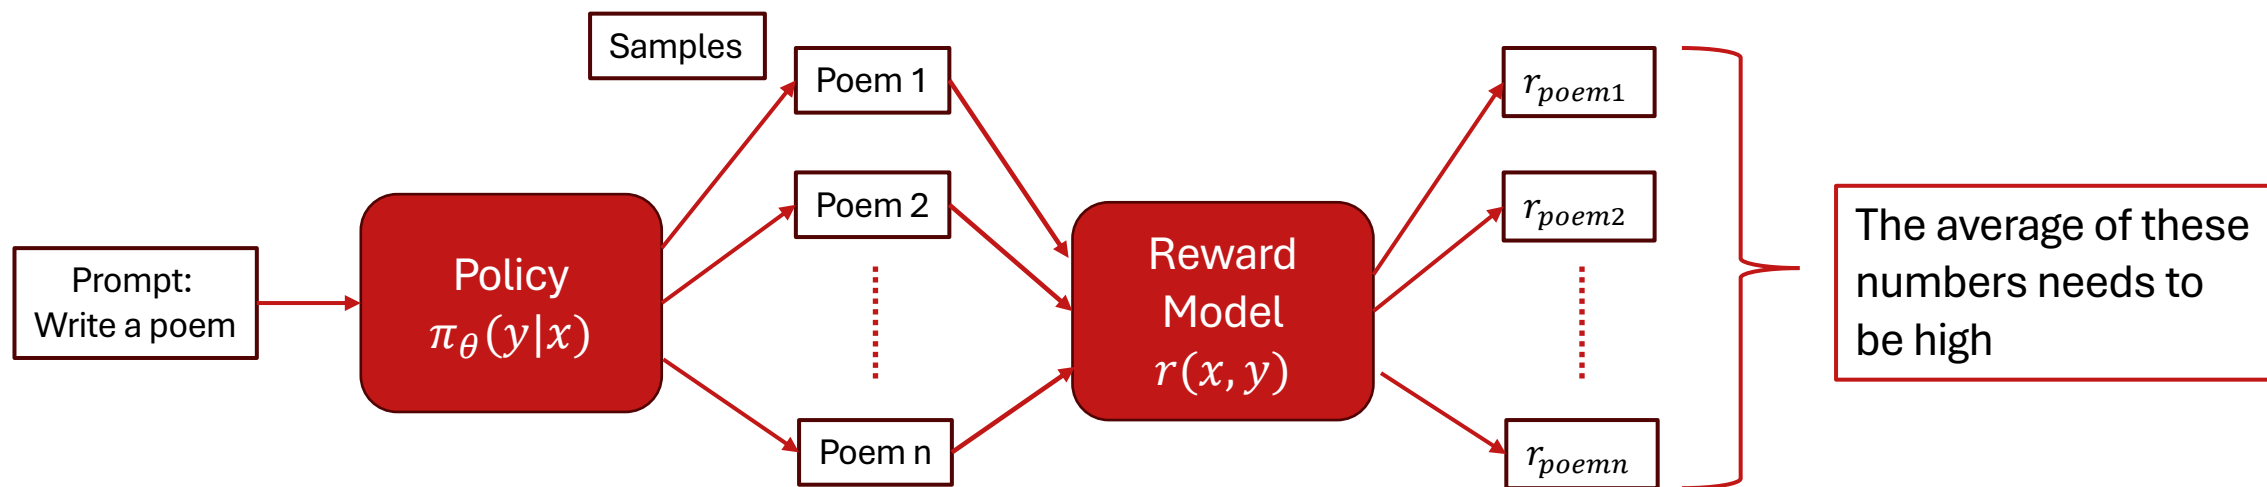 Samples
Prompt:
Write a poem
Policy
π_θ(y|x)
Poem 1
Poem 2
Poem n
Reward
Model
r(x, y)
r_poem1
r_poem2
r_poemn
The average of these
numbers needs to
be high